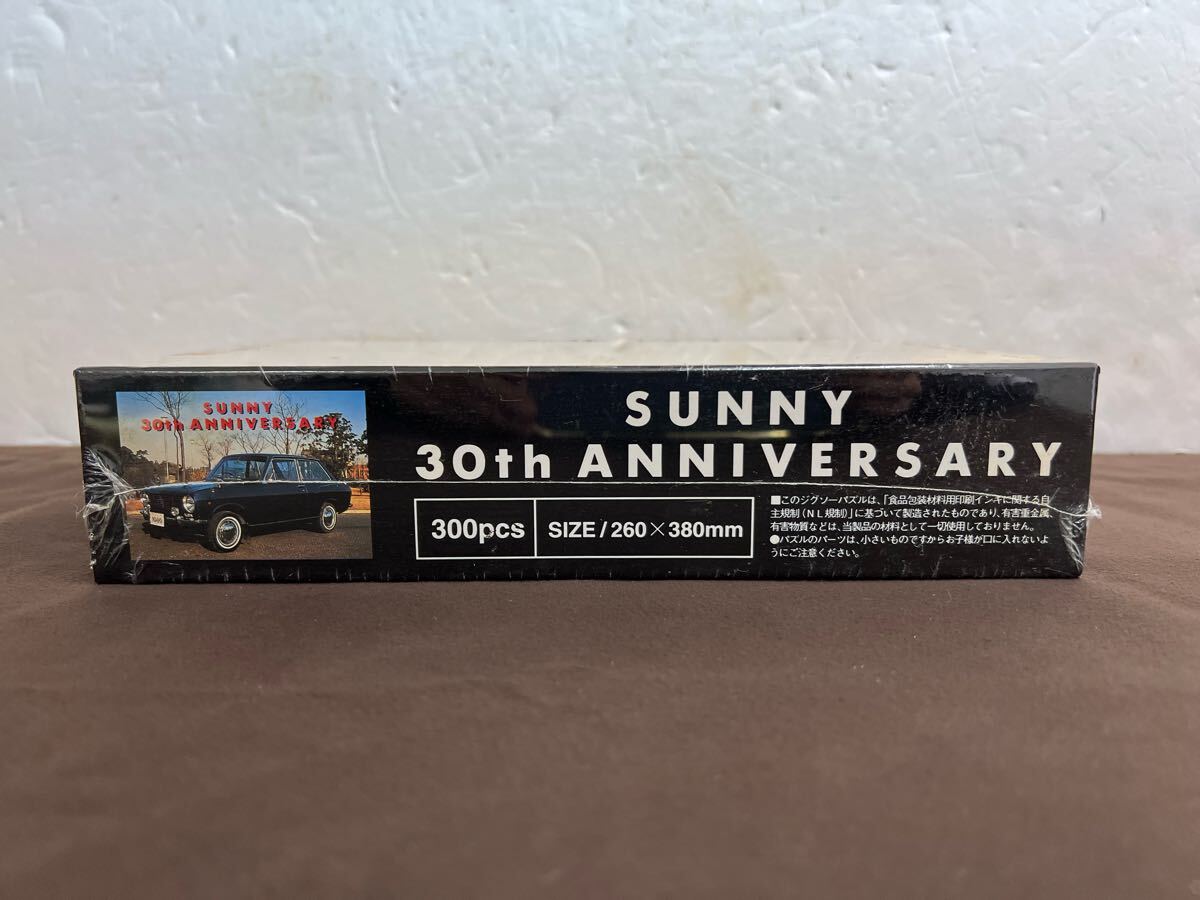 SUNNY
30th ANNIVERSARY
SUNNY
30th ANNIVERSARY
300pcs
SIZE/260×380mm
■このジグソーパズルは、「食品包装材料用印刷インキに関する自
主規制（NL規制）」に基づいて製造されたものであり、有害重金属、
有害物質などは、当製品の材料として一切使用しておりません。
●パズルのパーツは、小さいものですからお子様が口に入れないよ
うにご注意ください。